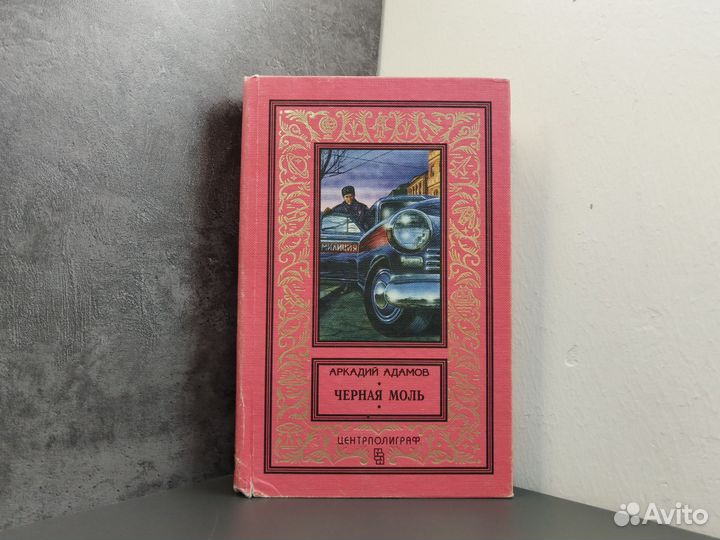 МИЛИЦИЯ
АРКАДИЙ АДАМОВ
ЧЕРНАЯ МОЛЬ
ЦЕНТРПОЛИГРАФ
Avito